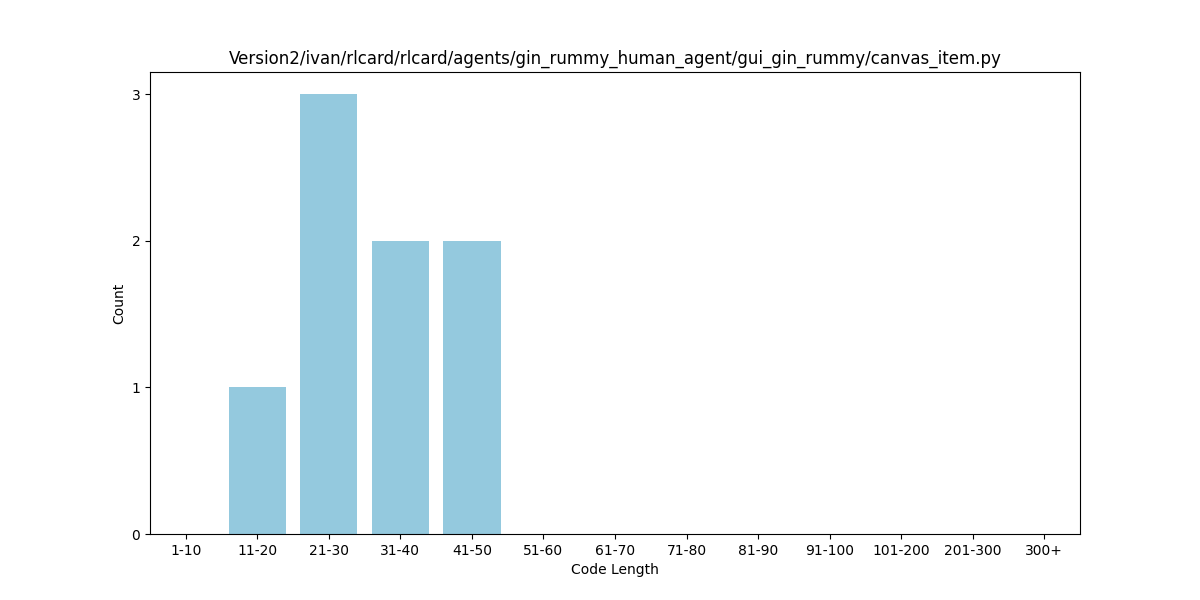 Version2/ivan/rlcard/rlcard/agents/gin_rummy_human_agent/gui_gin_rummy/canvas_item.py
3
2
1
0
Count
1-10 11-20 21-30 31-40 41-50 51-60 61-70 71-80 81-90 91-100 101-200 201-300 300+
Code Length